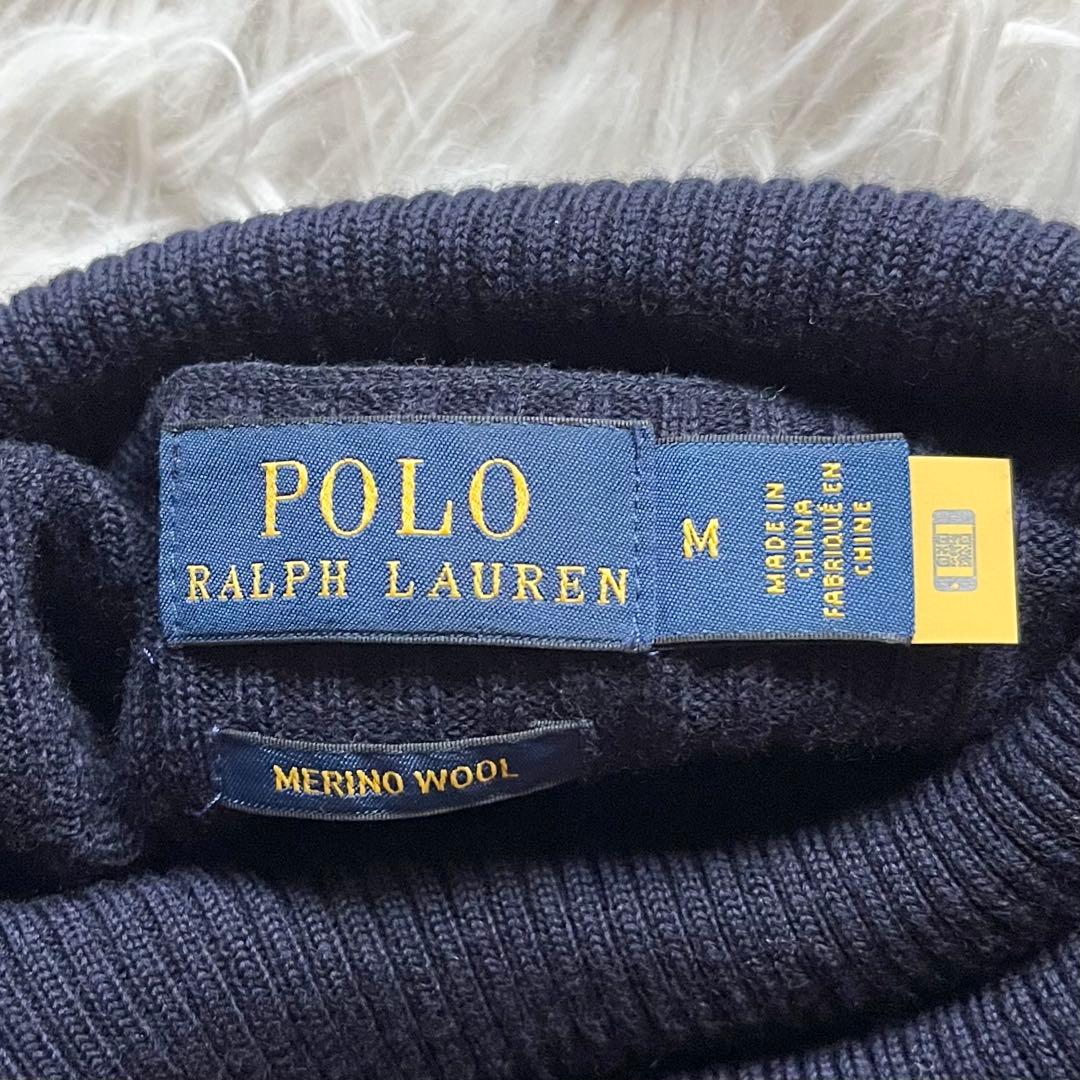 POLO
RALPH LAUREN
M
MADE IN
CHINA
FABRIQUÉ EN
CHINE
MERINO WOOL